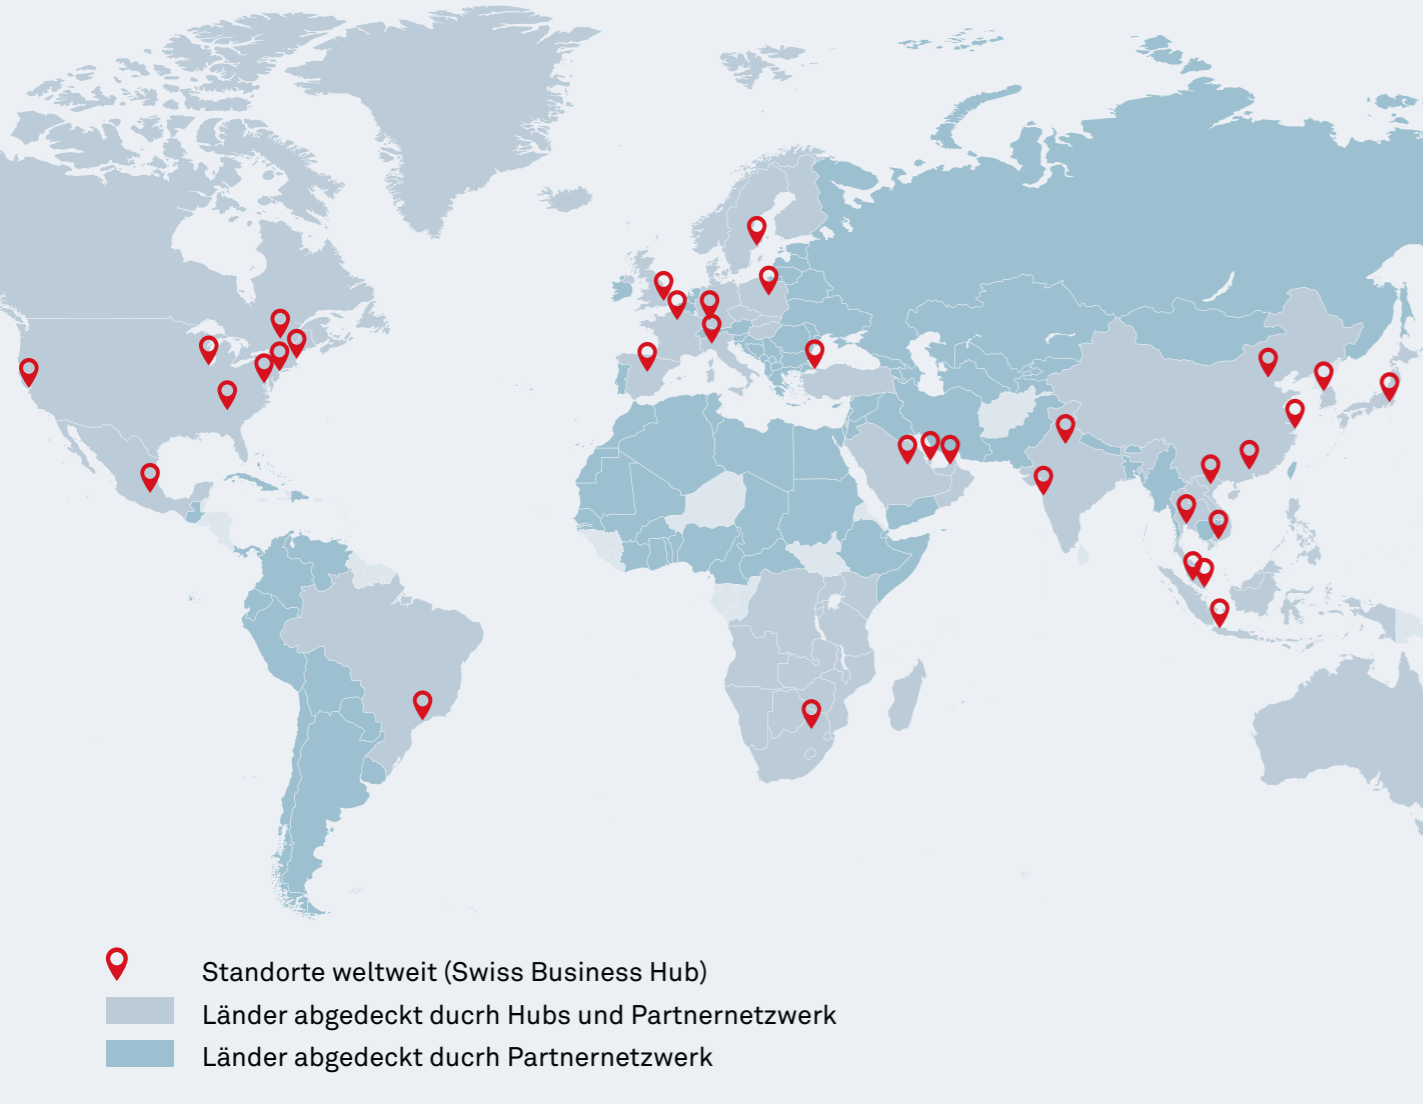 Standorte weltweit (Swiss Business Hub)
Länder abgedeckt ducrh Hubs und Partnernetzwerk
Länder abgedeckt ducrh Partnernetzwerk